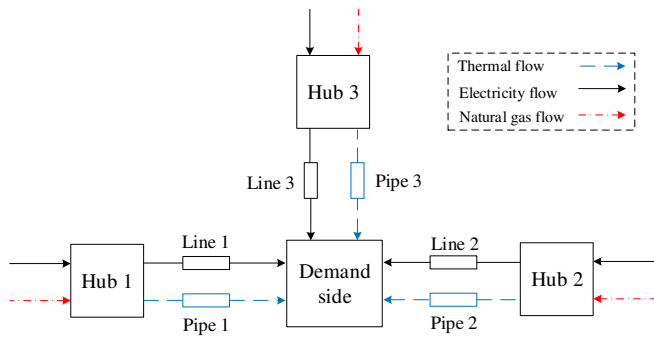 Thermal flow
Electricity flow
Natural gas flow
Hub 3
Line 3
Pipe 3
Line 1
Line 2
Hub 1
Demand
side
Hub 2
Pipe 1
Pipe 2